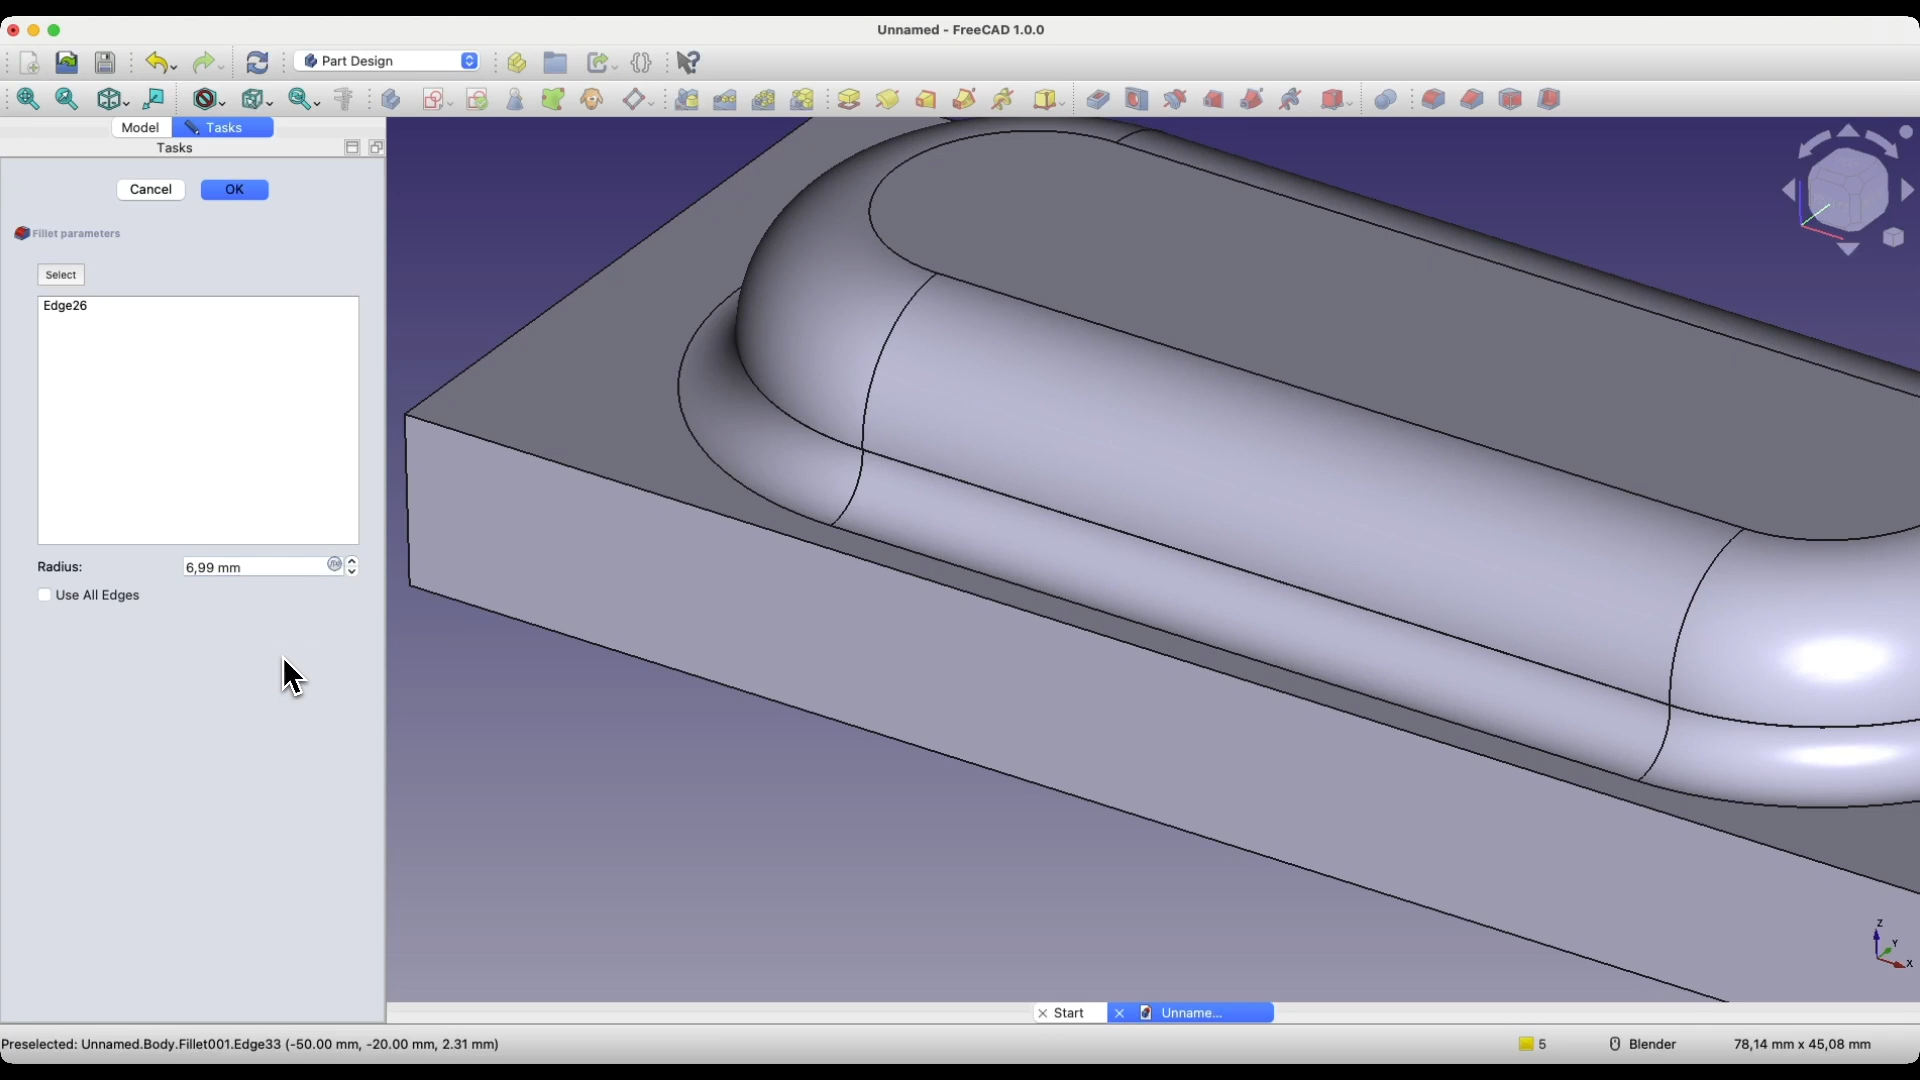 Unnamed - FreeCAD 1.0.0
Part Design
Model
Tasks
Tasks
Cancel
OK
Fillet parameters
Select
Edge26
Radius:
6,99 mm
Use All Edges
Z
Y
X
Start
Unname...
Preselected: Unnamed.Body.Fillet001.Edge33 (-50.00 mm, -20.00 mm, 2.31 mm)
5
Blender
78,14 mm x 45,08 mm